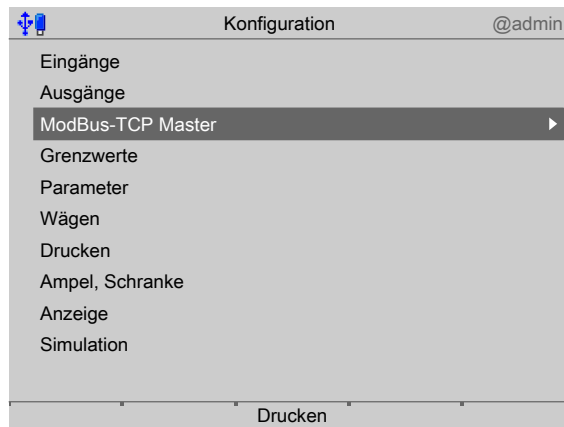 Konfiguration @admin
Eingänge
Ausgänge
ModBus-TCP Master
Grenzwerte
Parameter
Wägen
Drucken
Ampel, Schranke
Anzeige
Simulation
Drucken